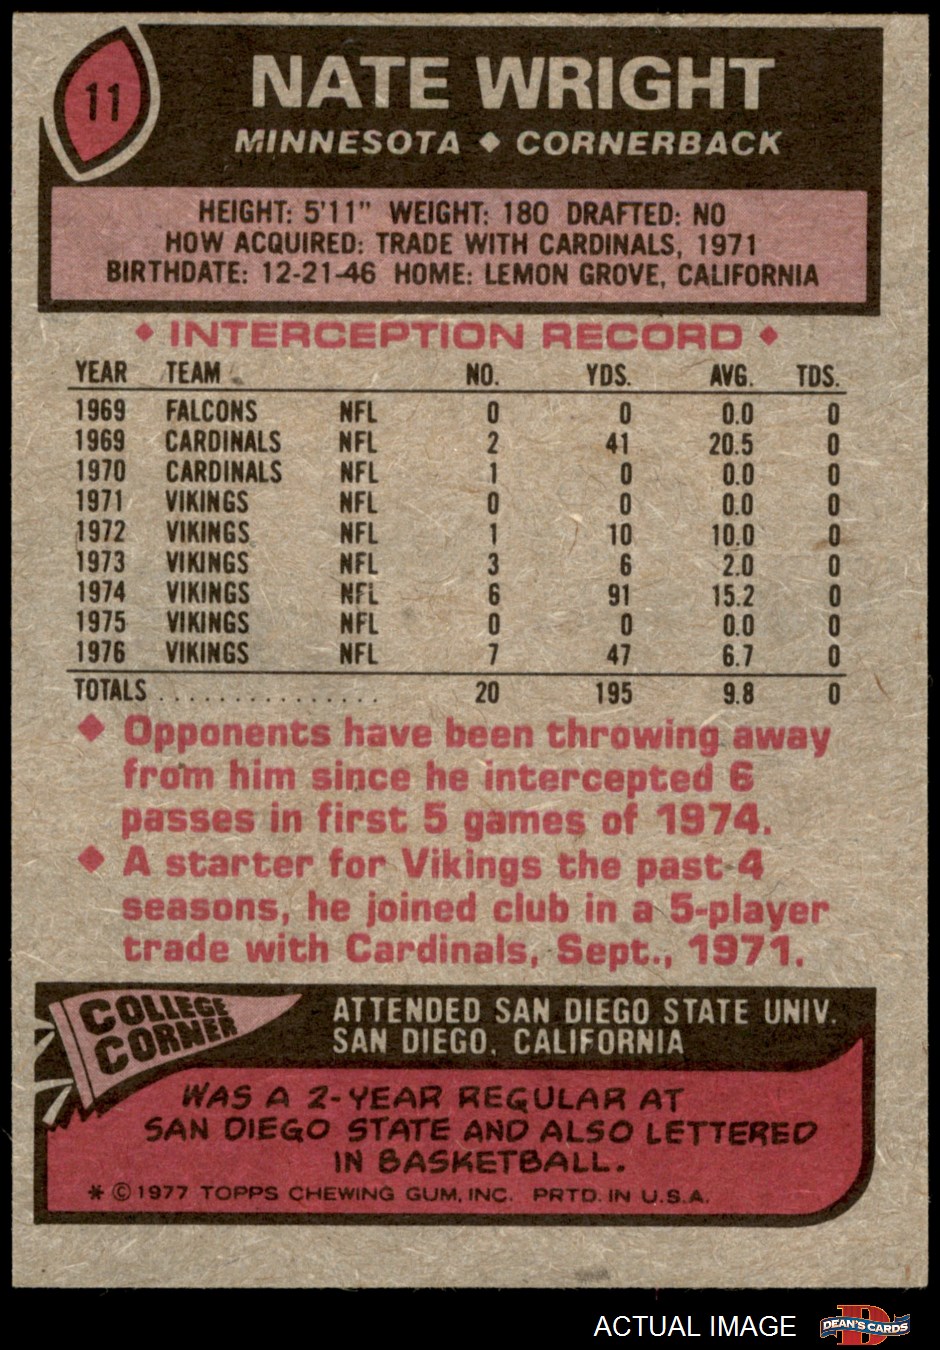 11
NATE WRIGHT
MINNESOTA ◆ CORNERBACK
HEIGHT: 5'11" WEIGHT: 180 DRAFTED: NO
HOW ACQUIRED: TRADE WITH CARDINALS, 1971
BIRTHDATE: 12-21-46 HOME: LEMON GROVE, CALIFORNIA
◆ INTERCEPTION RECORD ◆
YEAR TEAM NO. YDS. AVG. TDS.
1969 FALCONS NFL 0 0 0.0 0
1969 CARDINALS NFL 2 41 20.5 0
1970 CARDINALS NFL 1 0 0.0 0
1971 VIKINGS NFL 0 0 0.0 0
1972 VIKINGS NFL 1 10 10.0 0
1973 VIKINGS NFL 3 6 2.0 0
1974 VIKINGS NFL 6 91 15.2 0
1975 VIKINGS NFL 0 0 0.0 0
1976 VIKINGS NFL 7 47 6.7 0
TOTALS ............... 20 195 9.8 0
◆ Opponents have been throwing away
from him since he intercepted 6
passes in first 5 games of 1974.
◆ A starter for Vikings the past 4
seasons, he joined club in a 5-player
trade with Cardinals, Sept., 1971.
COLLEGE
CORNER
ATTENDED SAN DIEGO STATE UNIV.
SAN DIEGO, CALIFORNIA
WAS A 2-YEAR REGULAR AT
SAN DIEGO STATE AND ALSO LETTERED
IN BASKETBALL.
* © 1977 TOPPS CHEWING GUM, INC. PRTD. IN U.S.A.
ACTUAL IMAGE
D
DEAN'S CARDS